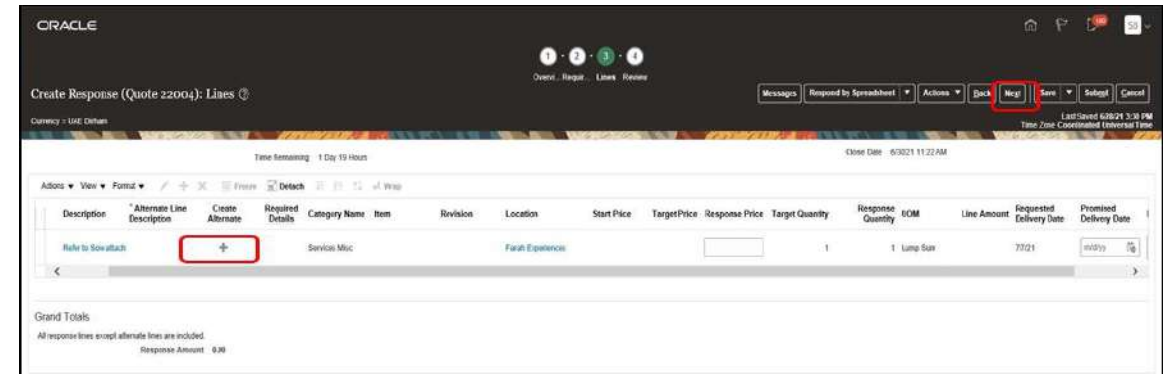 ORACLE
SD
1 2 3 4
Overvi... Requir... Lines Review
Create Response (Quote 22004): Lines
Messages Respond by Spreadsheet Actions Back Next Save Submit Cancel
Currency = UAE Dirham
Last Saved 6/28/21 3:30 PM
Time Zone Coordinated Universal Time
Time Remaining 1 Day 19 Hours
Close Date 6/30/21 11:22 AM
Actions View Format Freeze Detach Wrap
Description * Alternate Line Description Create Alternate Required Details Category Name Item Revision Location Start Price Target Price Response Price Target Quantity Response Quantity UOM Line Amount Requested Delivery Date Promised Delivery Date
Refer to Sow attach Services Misc Farah Experiences 1 1 Lump Sum 7/7/21 m/d/yy
Grand Totals
All response lines except alternate lines are included.
Response Amount 0.00